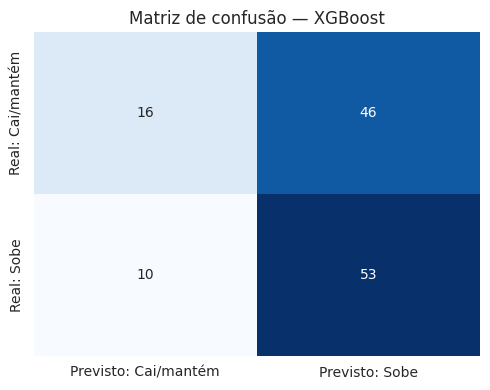 Matriz de confusão — XGBoost
Real: Cai/mantém
16
46
Real: Sobe
10
53
Previsto: Cai/mantém
Previsto: Sobe